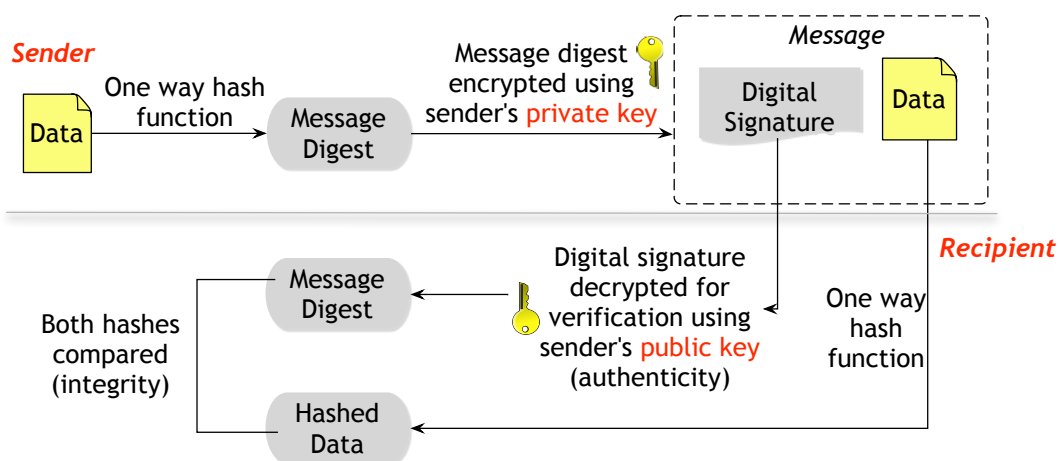 Sender
Data
One way hash
function
Message
Digest
Message digest
encrypted using
sender's private key
Message
Digital
Signature
Data
Recipient
Message
Digest
Digital signature
decrypted for
verification using
sender's public key
(authenticity)
One way
hash
function
Both hashes
compared
(integrity)
Hashed
Data